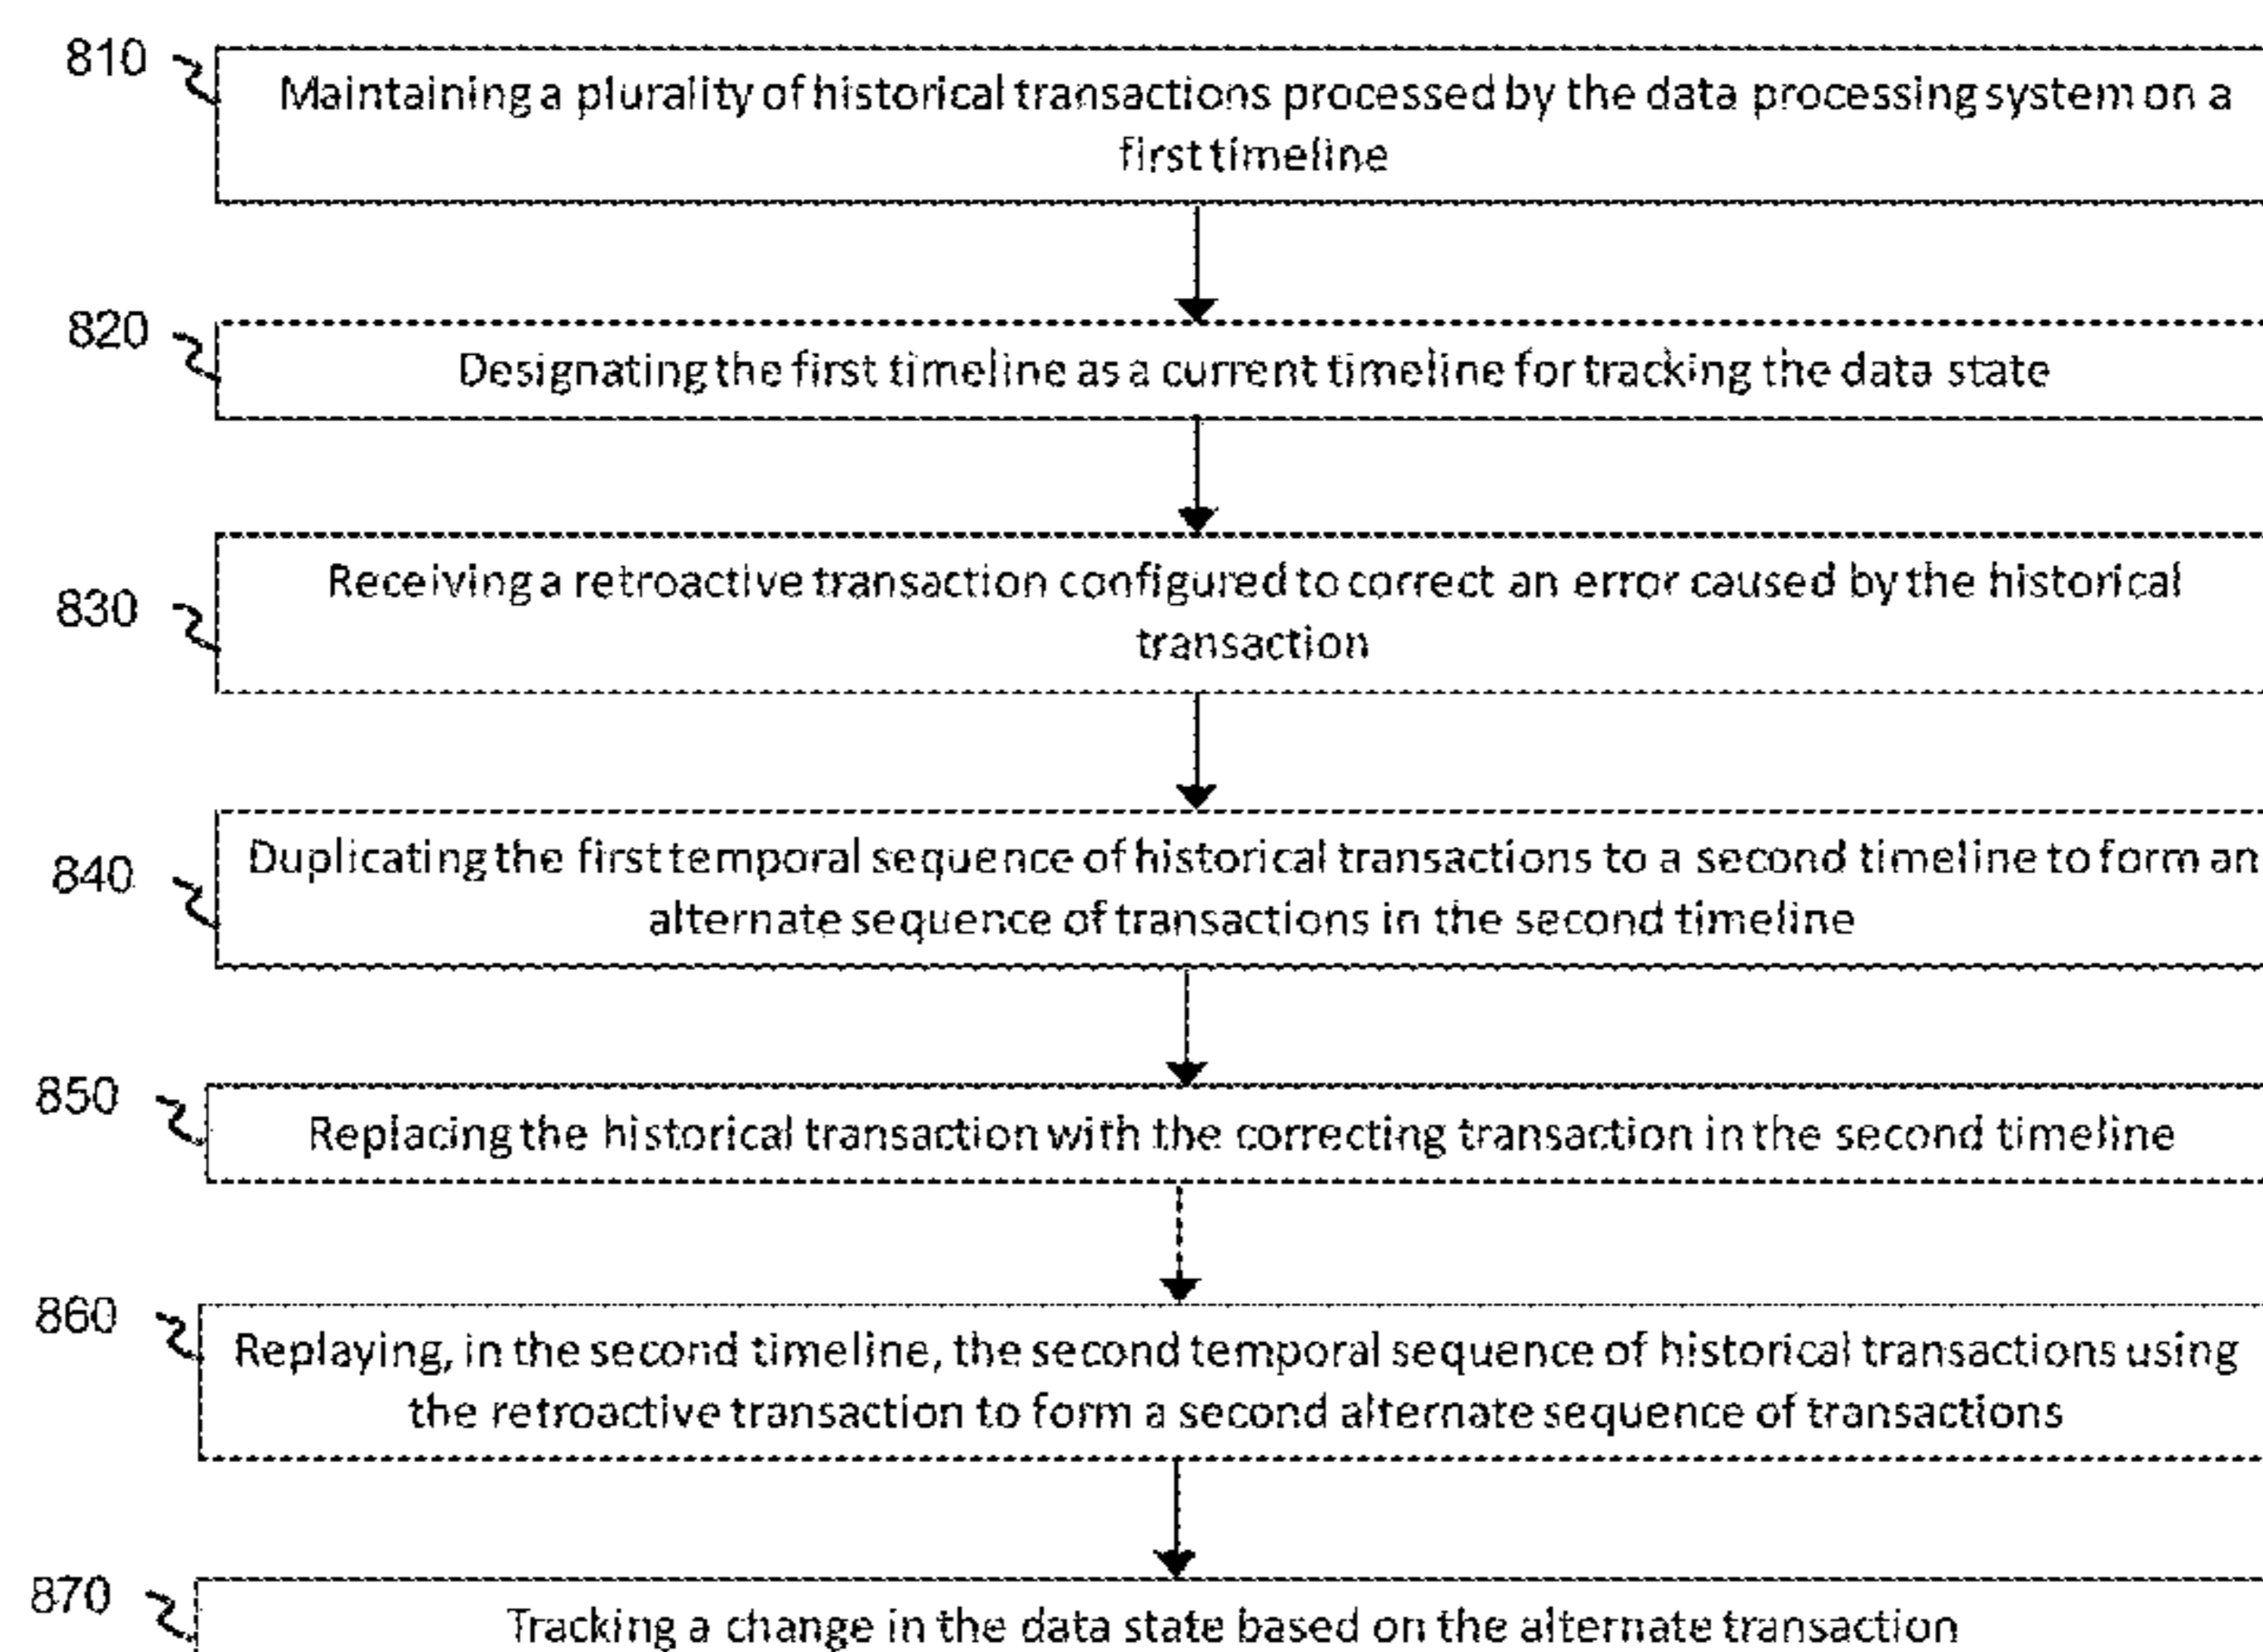 810
Maintaining a plurality of historical transactions processed by the data processing system on a
first timeline
820
Designating the first timeline as a current timeline for tracking the data state
830
Receiving a retroactive transaction configured to correct an error caused by the historical
transaction
840
Duplicating the first temporal sequence of historical transactions to a second timeline to form an
alternate sequence of transactions in the second timeline
850
Replacing the historical transaction with the correcting transaction in the second timeline
860
Replaying, in the second timeline, the second temporal sequence of historical transactions using
the retroactive transaction to form a second alternate sequence of transactions
870
Tracking a change in the data state based on the alternate transaction